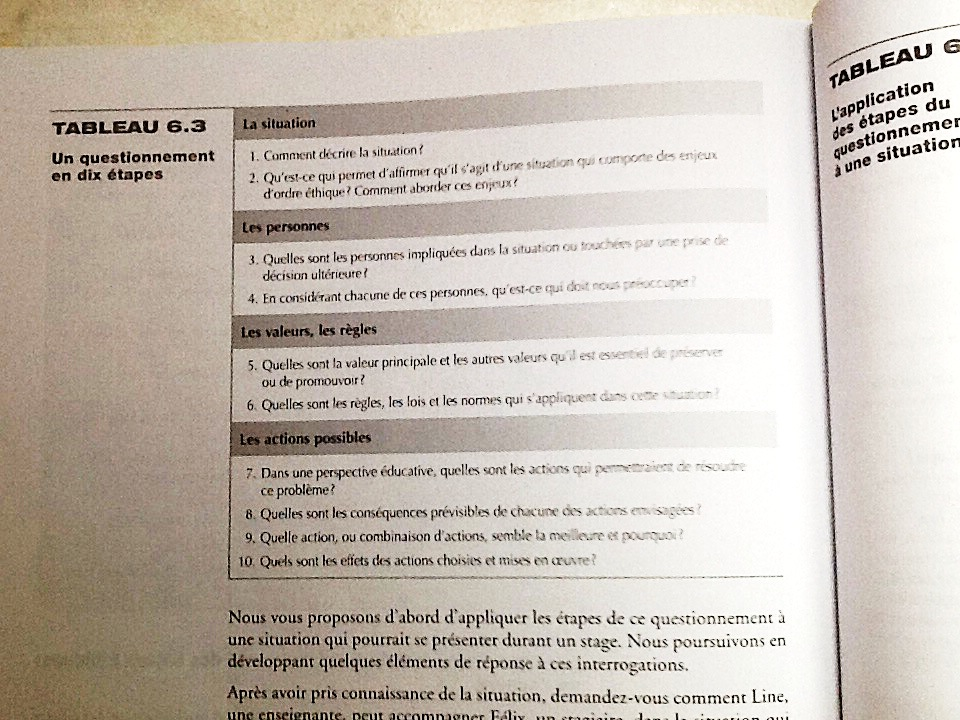 TABLEAU 6.3
Un questionnement
en dix étapes
La situation
1. Comment décrire la situation?
2. Qu'est-ce qui permet d'affirmer qu'il s'agit d'une situation qui comporte des enjeux
d'ordre éthique? Comment aborder ces enjeux?
Les personnes
3. Quelles sont les personnes impliquées dans la situation ou touchées par une prise de
décision ultérieure?
4. En considérant chacune de ces personnes, qu'est-ce qui doit nous préoccuper?
Les valeurs, les règles
5. Quelles sont la valeur principale et les autres valeurs qu'il est essentiel de préserver
ou de promouvoir?
6. Quelles sont les règles, les lois et les normes qui s'appliquent dans cette situation?
Les actions possibles
7. Dans une perspective éducative, quelles sont les actions qui permettraient de résoudre
ce problème?
8. Quelles sont les conséquences prévisibles de chacune des actions envisagées?
9. Quelle action, ou combinaison d'actions, semble la meilleure et pourquoi?
10. Quels sont les effets des actions choisies et mises en œuvre?
Nous vous proposons d'abord d'appliquer les étapes de ce questionnement à
une situation qui pourrait se présenter durant un stage. Nous poursuivons en
développant quelques éléments de réponse à ces interrogations.
Après avoir pris connaissance de la situation, demandez-vous comment Line,
une enseignante, peut accompagner Félix, un stagiaire, dans la situation qui
TABLEAU 6
L'application
des étapes du
questionnemen
à une situation